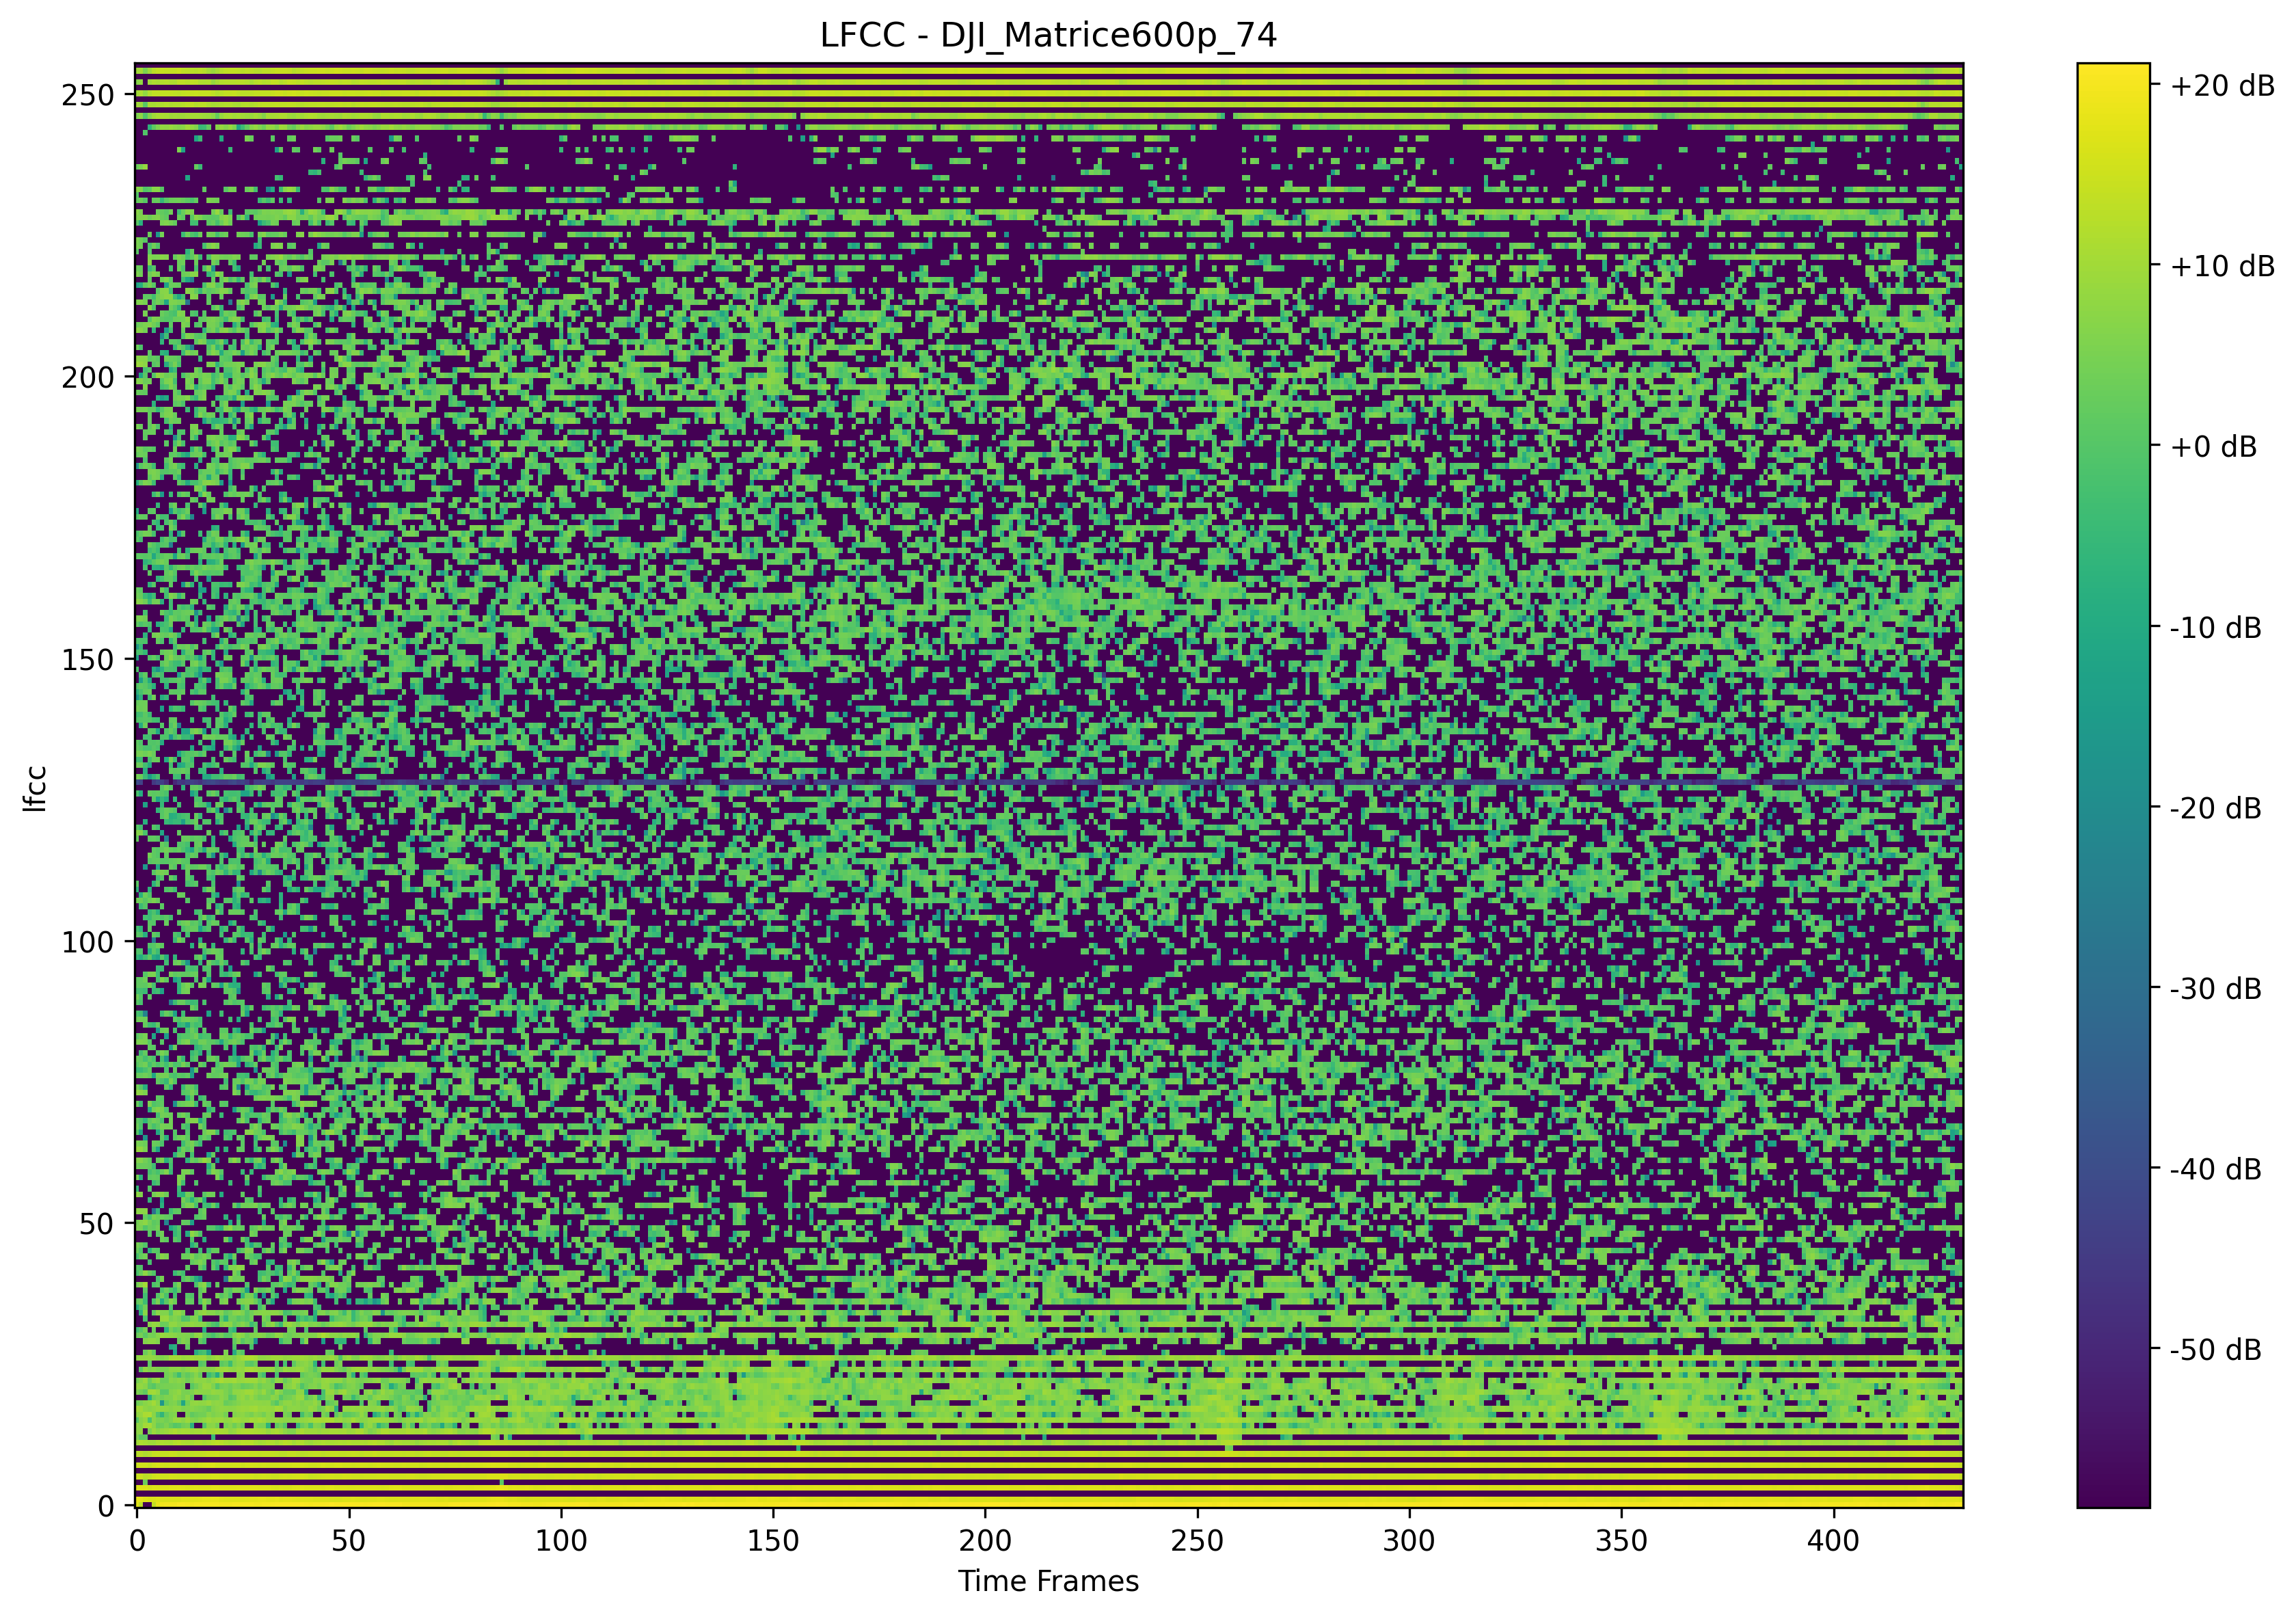 LFCC - DJI_Matrice600p_74
lfcc
250
200
150
100
50
0
0 50 100 150 200 250 300 350 400
Time Frames
+20 dB
+10 dB
+0 dB
-10 dB
-20 dB
-30 dB
-40 dB
-50 dB